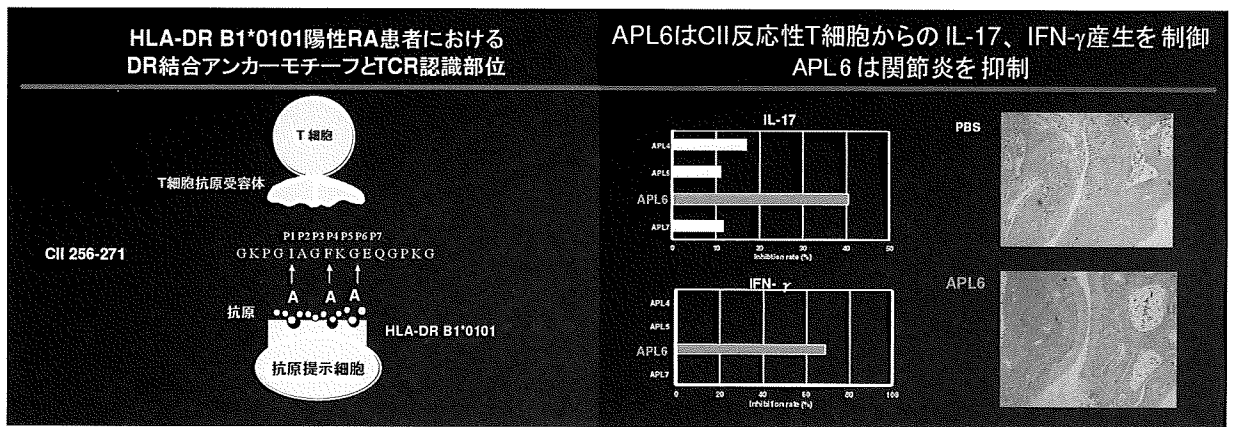 HLA-DR B1*0101陽性RA患者における
DR結合アンカーモチーフとTCR認識部位
T 細胞
T細胞抗原受容体
P1 P2 P3 P4 P5 P6 P7
CII 256-271
G K P G I A G F K G E Q G P K G
A A A
抗原
HLA-DR B1*0101
抗原提示細胞
APL6はCII反応性T細胞からの IL-17、IFN-γ産生を制御
APL6 は関節炎を抑制
IL-17
APL4
APL5
APL6
APL7
0 10 20 30 40 50
Inhibition rate (%)
IFN- γ
APL4
APL5
APL6
APL7
0 20 40 60 80 100
Inhibition rate (%)
PBS
APL6